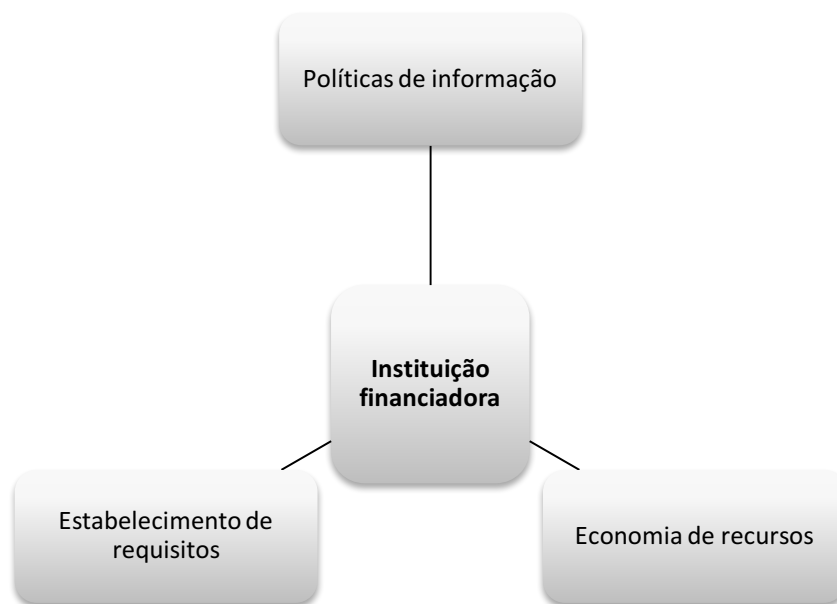 Políticas de informação
Instituição
financiadora
Estabelecimento de
requisitos
Economia de recursos